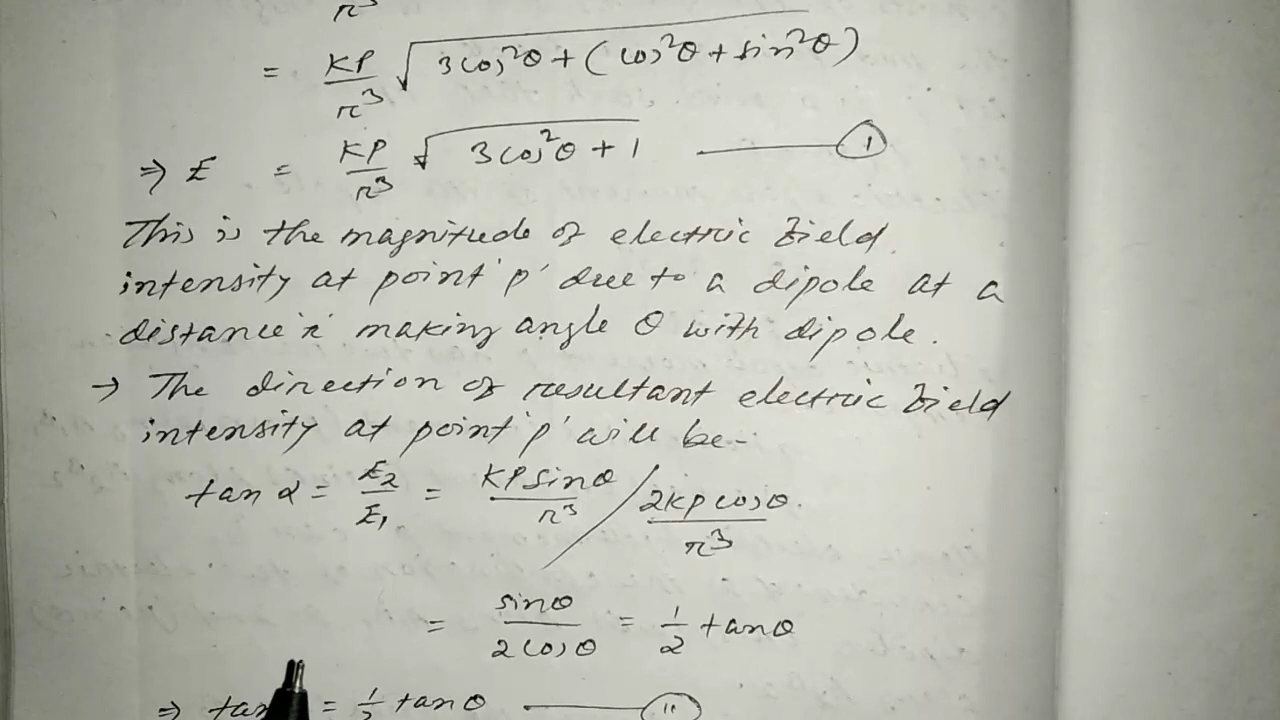 r³
= KP/r³ √3cos²θ + (cos²θ + sin²θ)
⇒ E = KP/r³ √3cos²θ + 1 —— (1)
This is the magnitude of electric field
intensity at point 'p' due to a dipole at a
distance 'r' making angle θ with dipole.
→ The direction of resultant electric field
intensity at point 'p' will be-
tan α = E₂/E₁ = KP sinθ/r³ / 2KP cosθ/r³
= sinθ/2cosθ = 1/2 tanθ
⇒ tan = 1/2 tanθ —— (11)